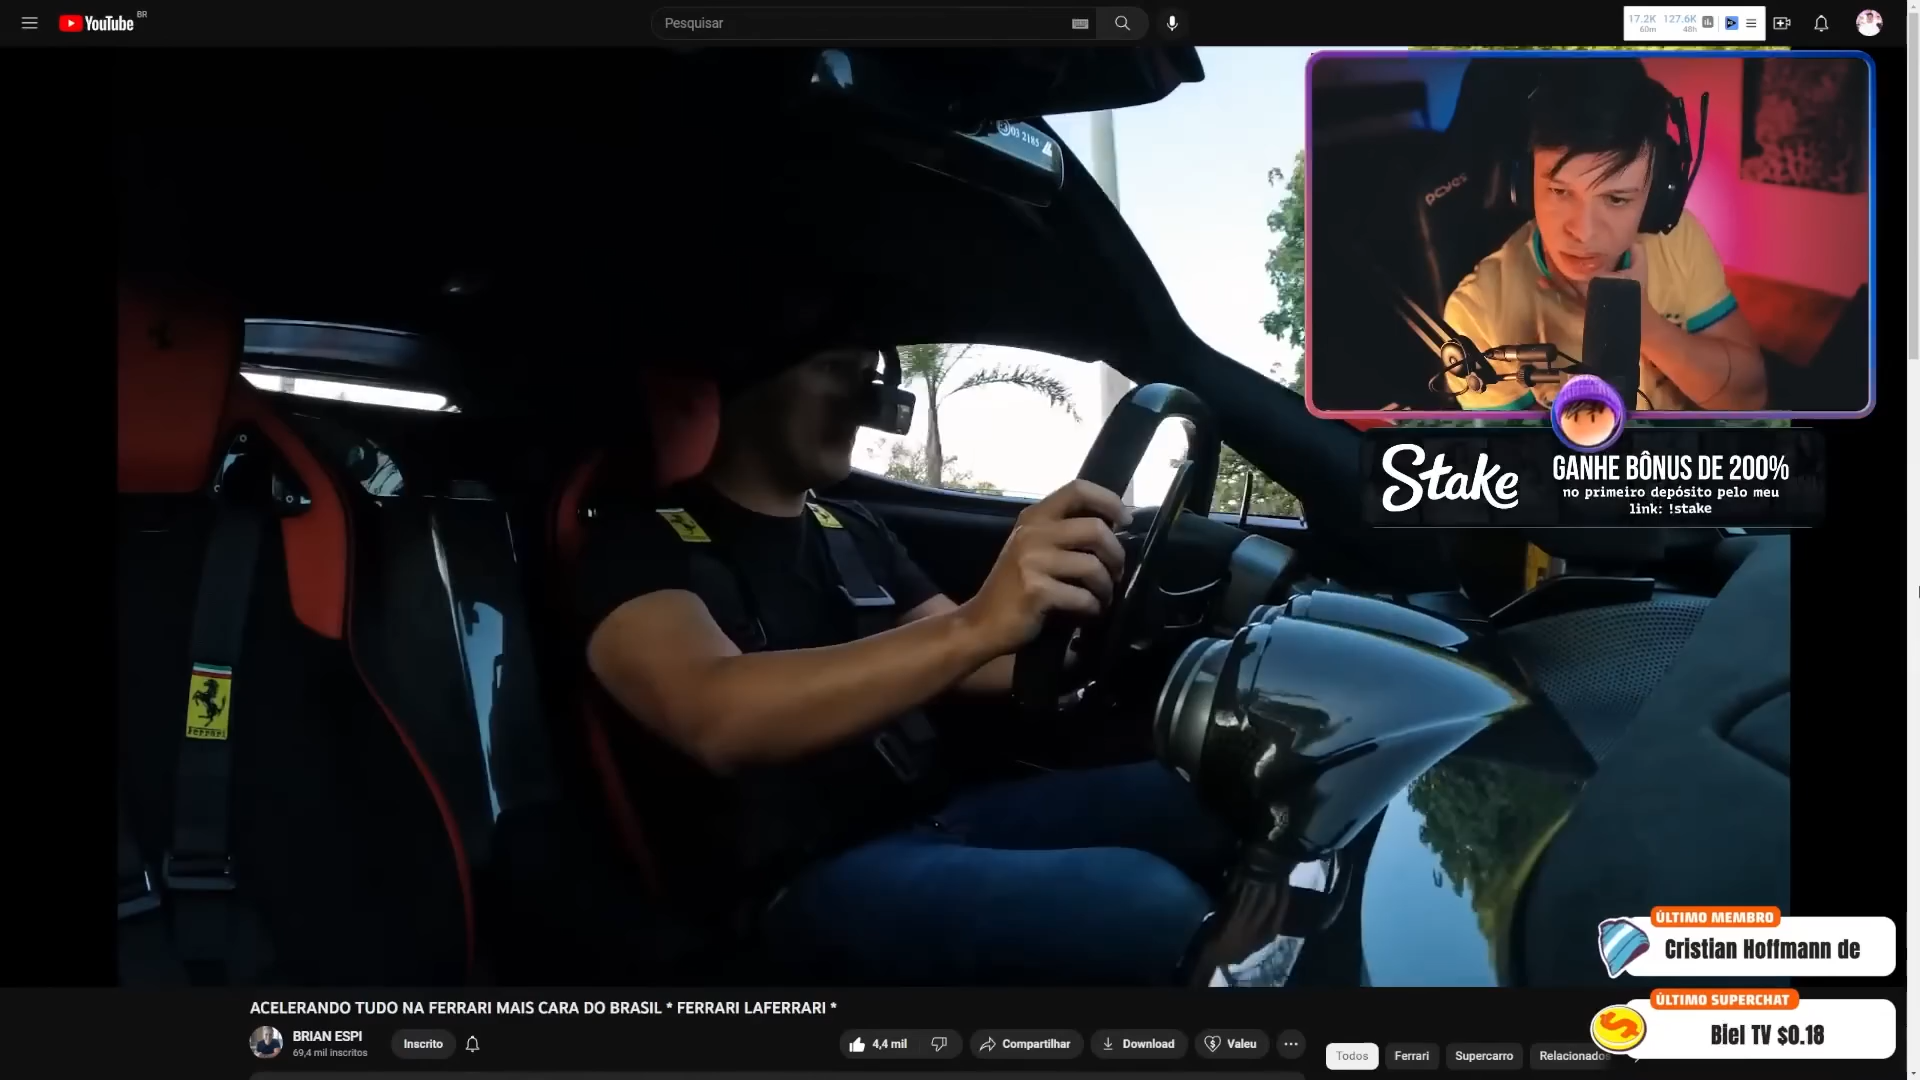 YouTube BR
Pesquisar
17.2K 127.6K
60m 48h
pcyes
Stake
GANHE BÔNUS DE 200%
no primeiro depósito pelo meu
link: !stake
Ferrari
ÚLTIMO MEMBRO
Cristian Hoffmann de
ÚLTIMO SUPERCHAT
Biel TV $0.18
ACELERANDO TUDO NA FERRARI MAIS CARA DO BRASIL * FERRARI LAFERRARI *
BRIAN ESPI
69,4 mil inscritos
Inscrito
4,4 mil
Compartilhar
Download
Valeu
Todos
Ferrari
Supercarro
Relacionados